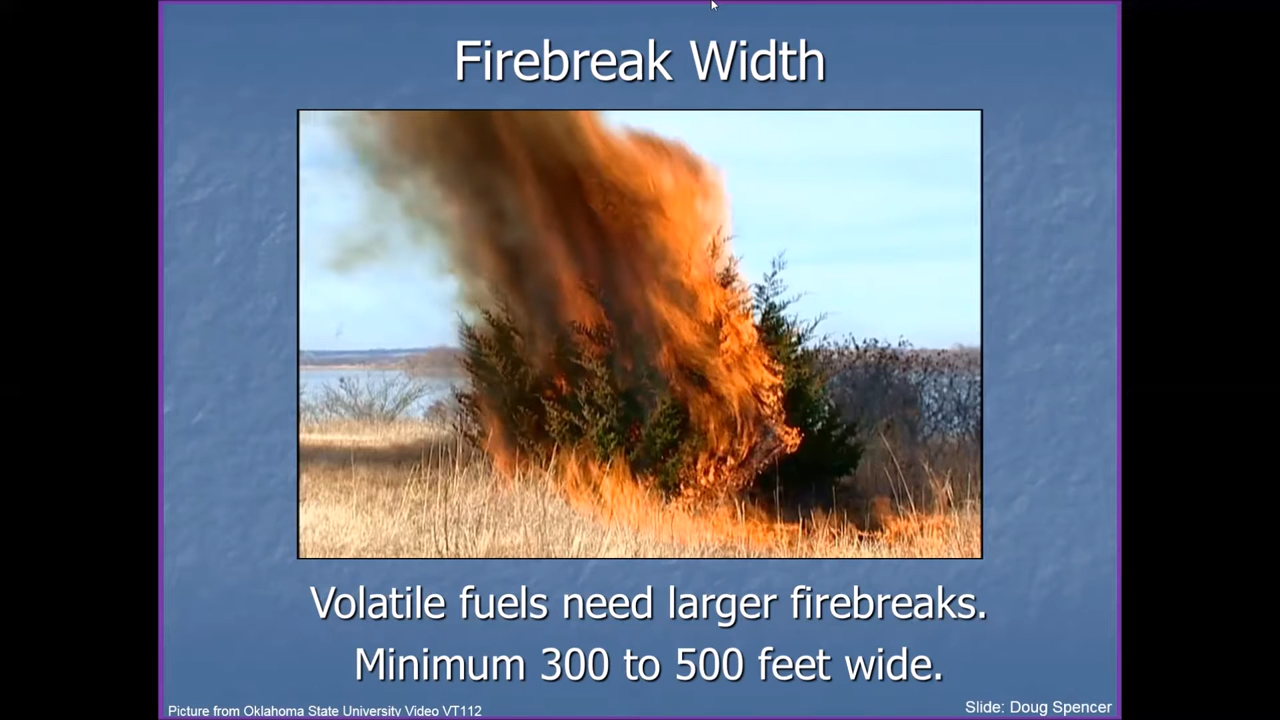 Firebreak Width
Volatile fuels need larger firebreaks.
Minimum 300 to 500 feet wide.
Picture from Oklahoma State University Video VT112
Slide: Doug Spencer